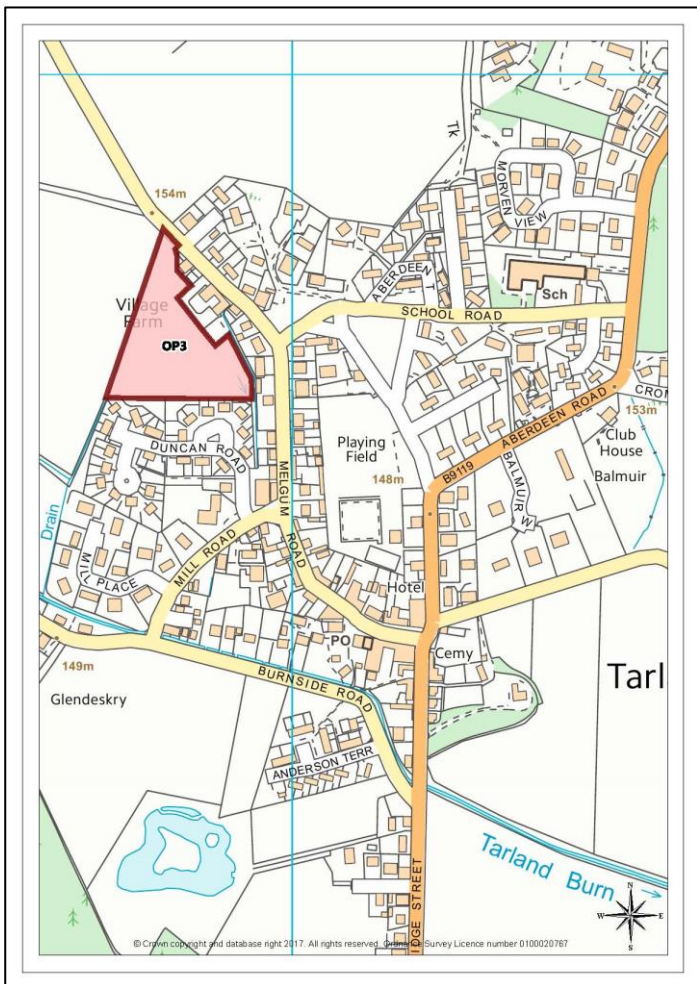 Tk
MORVEN
VIEW
154m
ABERDEEN T
Sch
Village
Farm
SCHOOL ROAD
OP3
CROM
153m
ABERDEEN ROAD
Club
House
Playing
Field
DUNCAN ROAD
MELGUM
ROAD
148m
B9119
BALMUIR W
Balmuir
Drain
MILL ROAD
MILL PLACE
Hotel
PO
Cemy
149m
BURNSIDE ROAD
Tarl
Glendeskry
ANDERSON TERR
Tarland Burn
IDGE STREET
N
W
E
S
© Crown copyright and database right 2017. All rights reserved. Ordnance Survey Licence number 0100020767